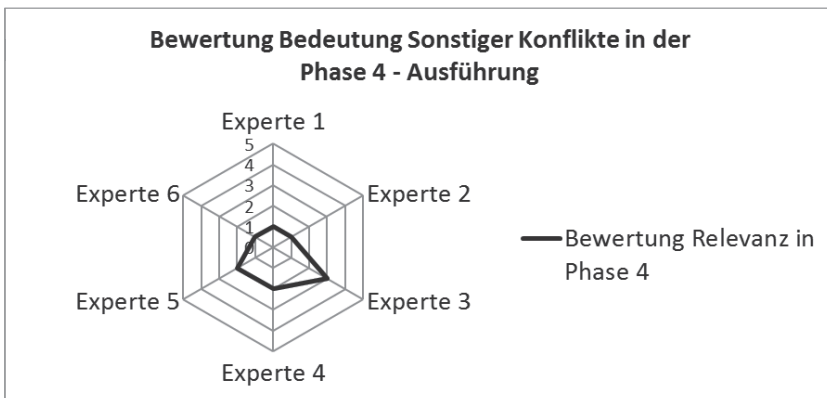 Bewertung Bedeutung Sonstiger Konflikte in der
Phase 4 - Ausführung
Experte 1
5
4
3
2
1
0
Experte 2
Experte 3
Experte 4
Experte 5
Experte 6
Bewertung Relevanz in
Phase 4